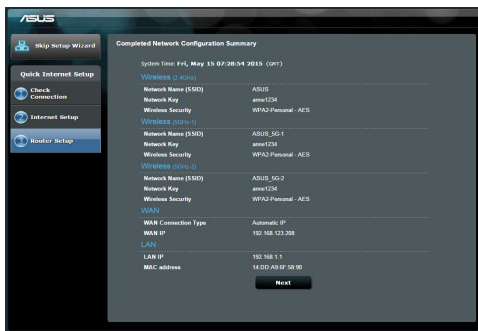 ASUS
Skip Setup Wizard
Completed Network Configuration Summary
System Time: Fri, May 15 07:28:54 2015 (GMT)
Quick Internet Setup
1 Check Connection
2 Internet Setup
3 Router Setup
Wireless (2.4GHz)
Network Name (SSID) ASUS
Network Key anne1234
Wireless Security WPA2-Personal - AES
Wireless (5GHz-1)
Network Name (SSID) ASUS_5G-1
Network Key anne1234
Wireless Security WPA2-Personal - AES
Wireless (5GHz-2)
Network Name (SSID) ASUS_5G-2
Network Key anne1234
Wireless Security WPA2-Personal - AES
WAN
WAN Connection Type Automatic IP
WAN IP 192.168.123.208
LAN
LAN IP 192.168.1.1
MAC address
Next